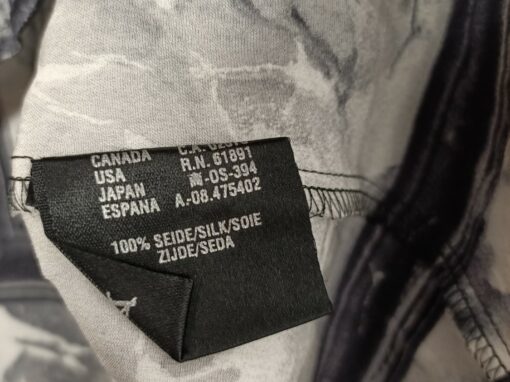 CANADA C.A.
USA R.N. 61891
JAPAN 商-OS-394
ESPANA A.-08.475402
100% SEIDE/SILK/SOIE
ZIJDE/SEDA